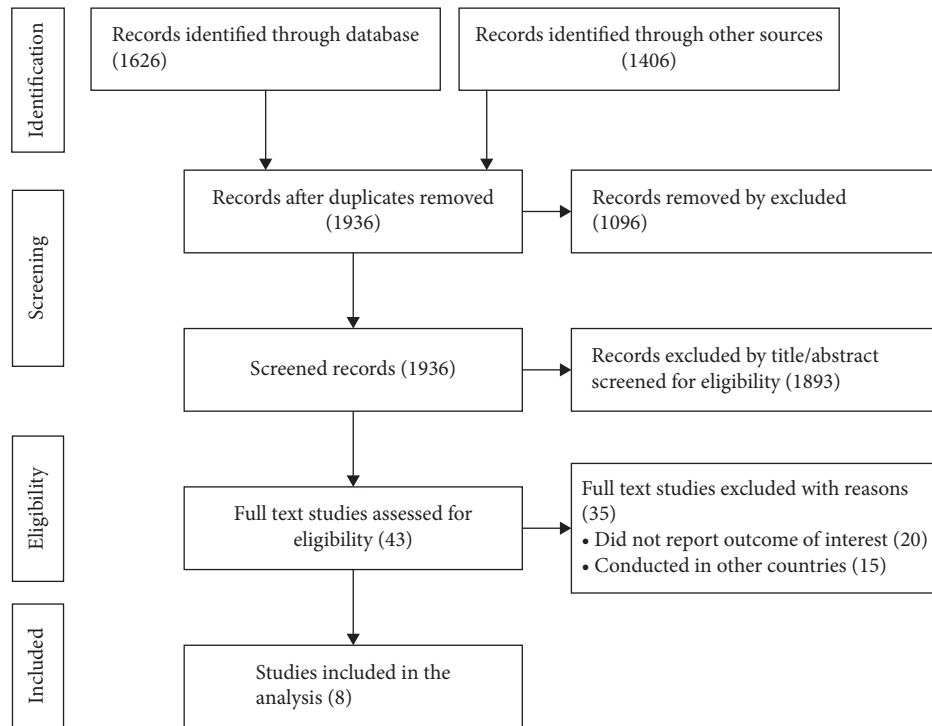 Identification
Records identified through database
(1626)
Records identified through other sources
(1406)
Screening
Records after duplicates removed
(1936)
Records removed by excluded
(1096)
Screened records (1936)
Records excluded by title/abstract
screened for eligibility (1893)
Eligibility
Full text studies assessed for
eligibility (43)
Full text studies excluded with reasons
(35)
• Did not report outcome of interest (20)
• Conducted in other countries (15)
Included
Studies included in the
analysis (8)